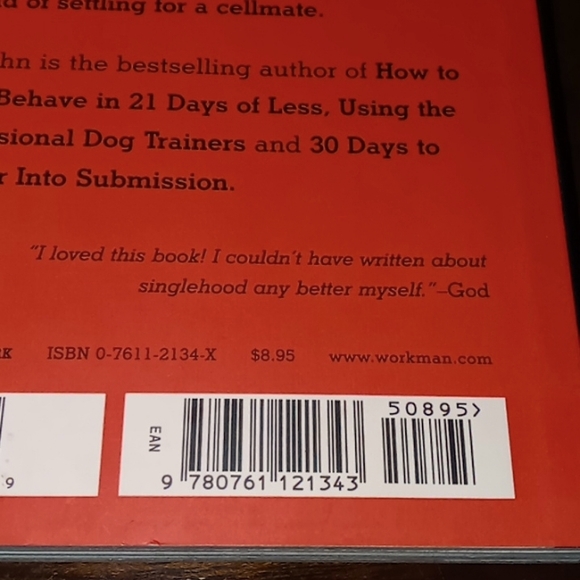 of settling for a cellmate.
hn is the bestselling author of How to
Behave in 21 Days of Less, Using the
sional Dog Trainers and 30 Days to
r Into Submission.
"I loved this book! I couldn't have written about
singlehood any better myself."–God
RK ISBN 0-7611-2134-X $8.95 www.workman.com
50895>
EAN
9 780761 121343
9